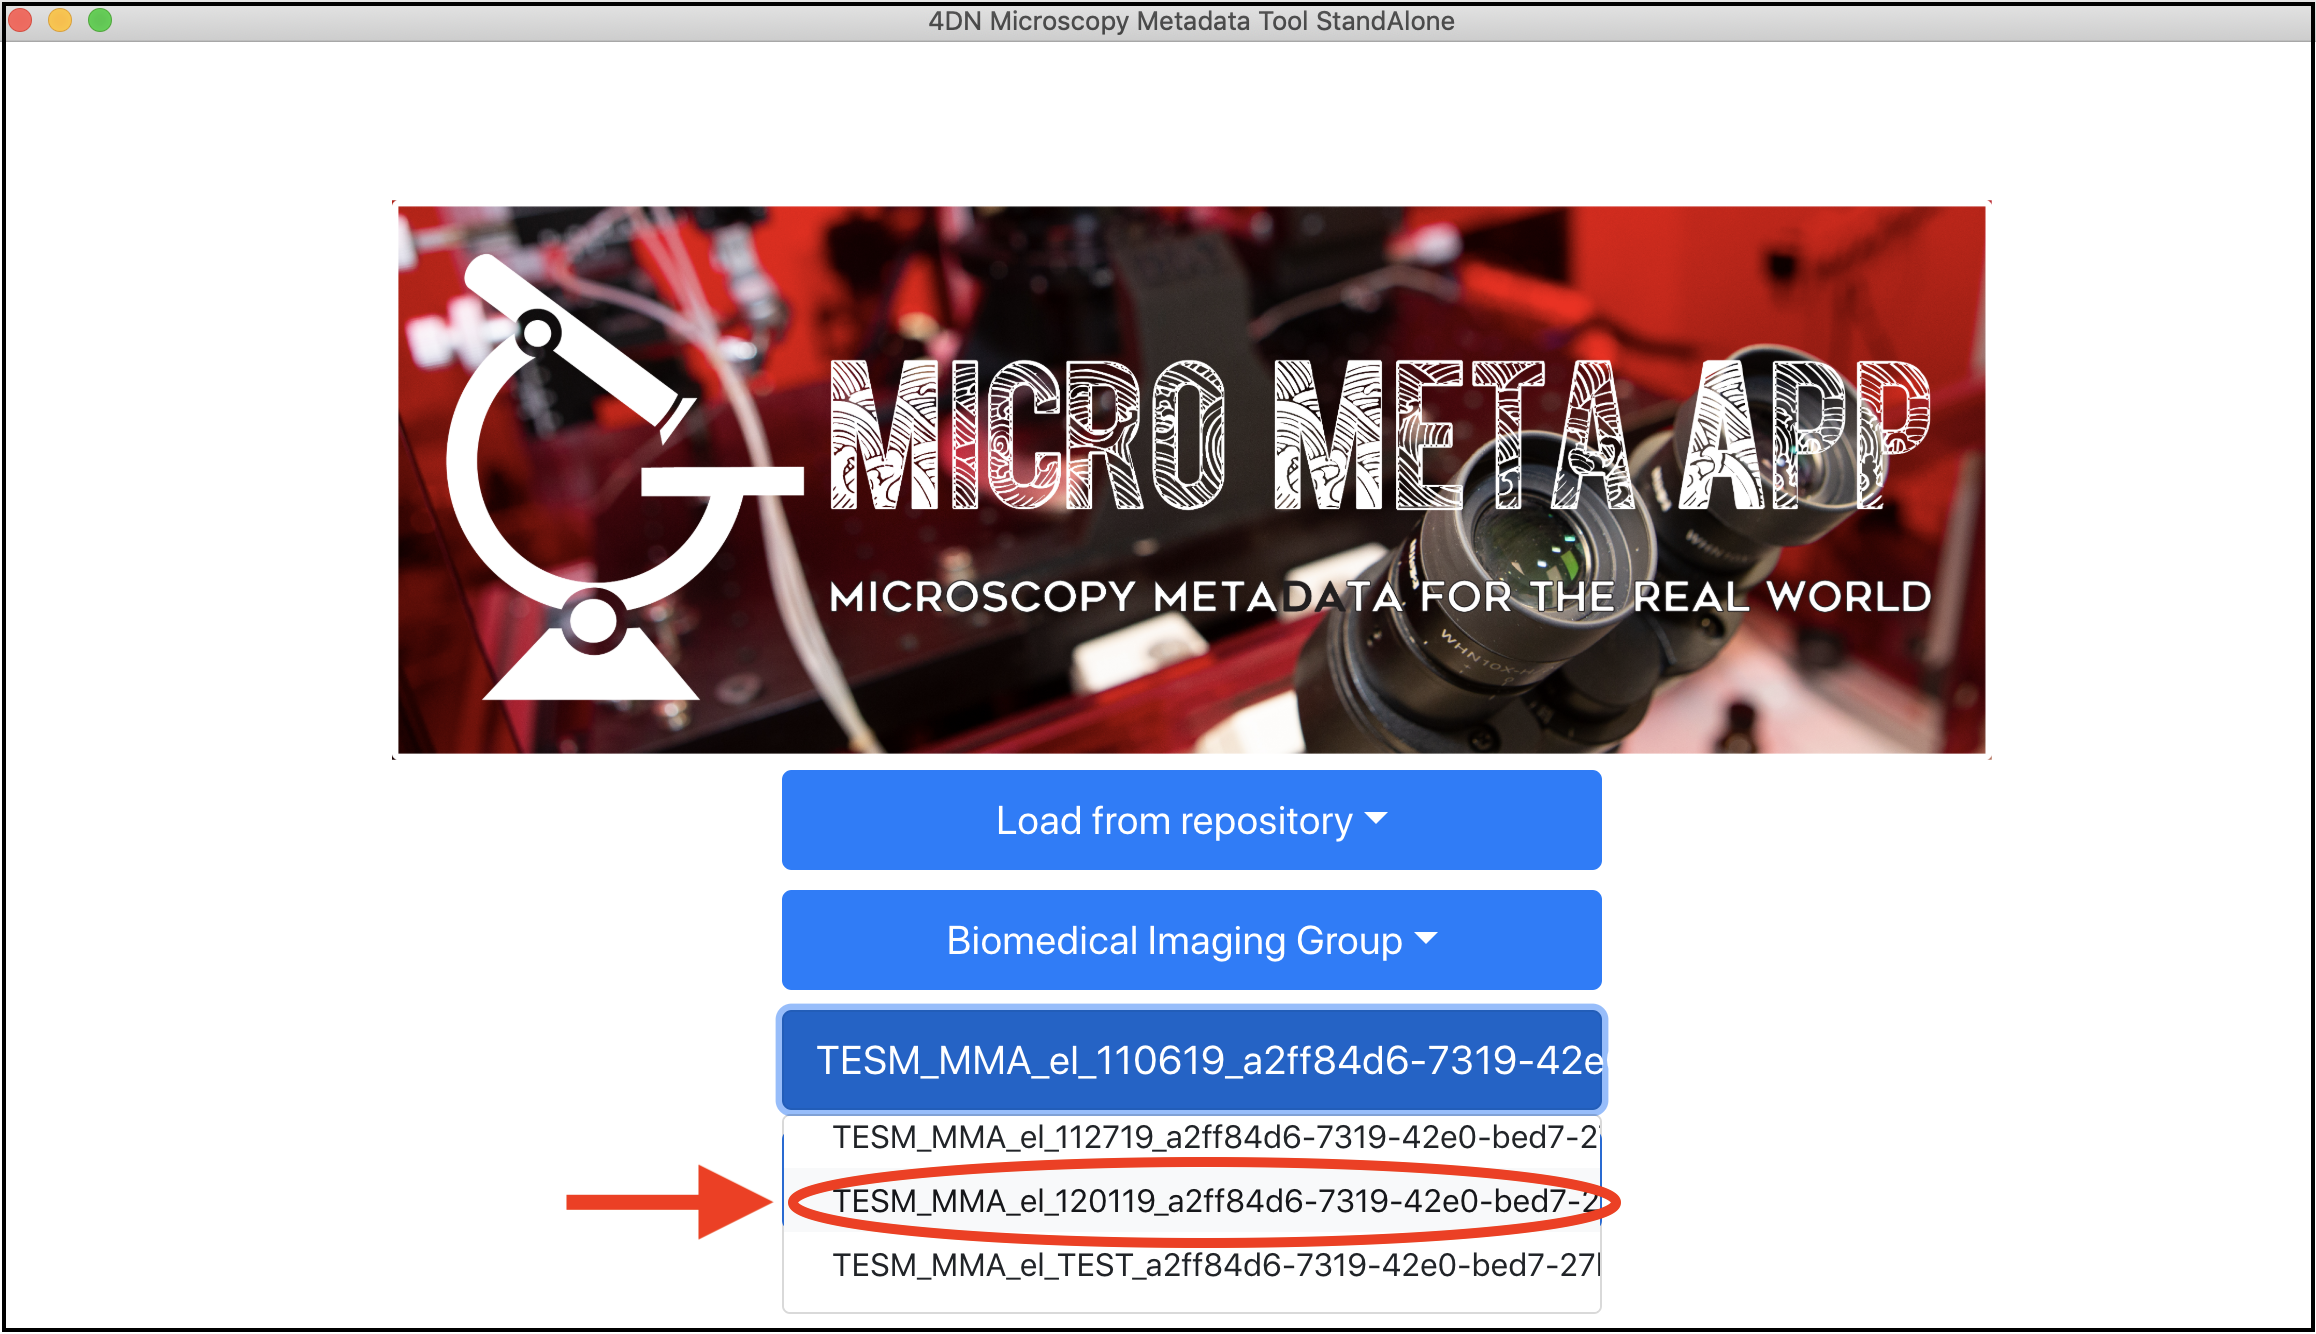 4DN Microscopy Metadata Tool StandAlone
MICRO META APP
MICROSCOPY METADATA FOR THE REAL WORLD
WHN10X-H
Load from repository
Biomedical Imaging Group
TESM_MMA_el_110619_a2ff84d6-7319-42e
TESM_MMA_el_112719_a2ff84d6-7319-42e0-bed7-2
TESM_MMA_el_120119_a2ff84d6-7319-42e0-bed7-2
TESM_MMA_el_TEST_a2ff84d6-7319-42e0-bed7-27